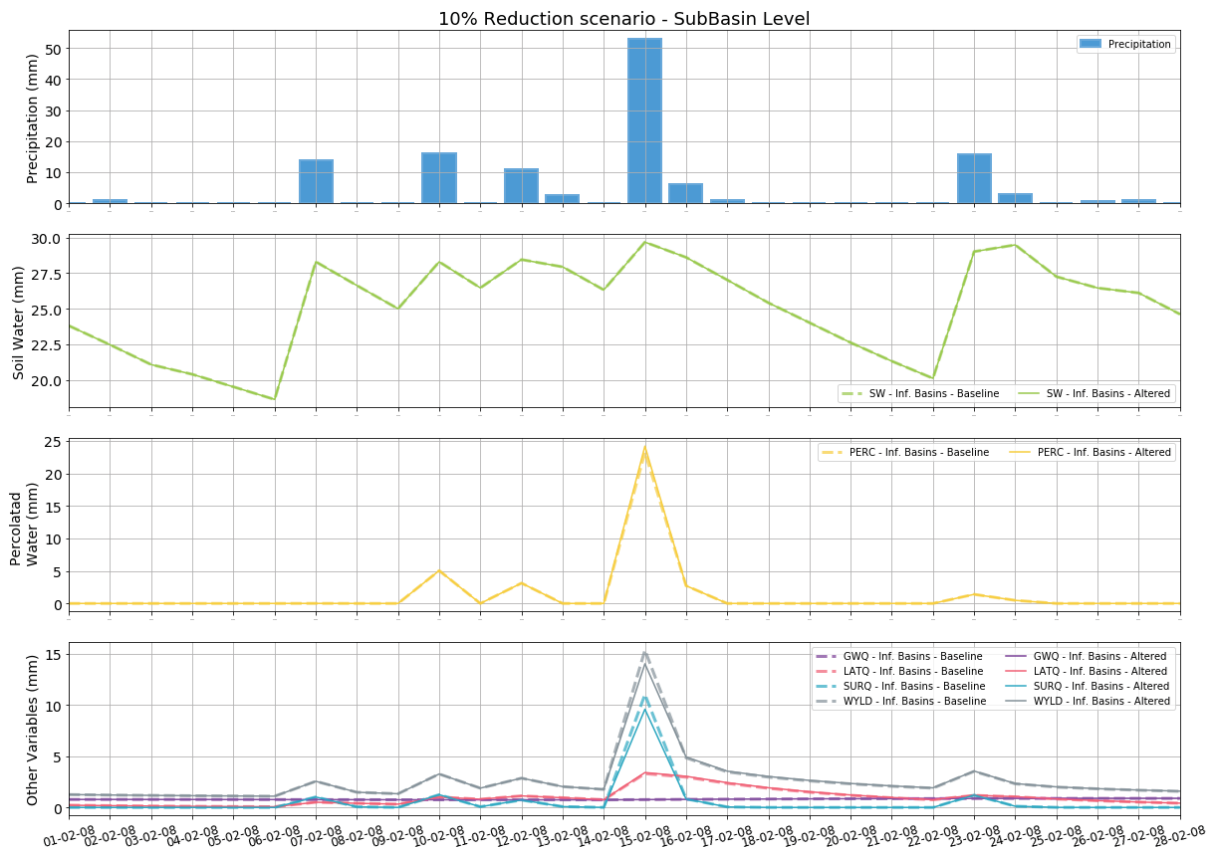 10% Reduction scenario - SubBasin Level
Precipitation (mm)
50
40
30
20
10
0
Precipitation
Soil Water (mm)
30.0
27.5
25.0
22.5
20.0
SW - Inf. Basins - Baseline
SW - Inf. Basins - Altered
Percolatad
Water (mm)
25
20
15
10
5
0
PERC - Inf. Basins - Baseline
PERC - Inf. Basins - Altered
Other Variables (mm)
15
10
5
0
GWQ - Inf. Basins - Baseline
LATQ - Inf. Basins - Baseline
SURQ - Inf. Basins - Baseline
WYLD - Inf. Basins - Baseline
GWQ - Inf. Basins - Altered
LATQ - Inf. Basins - Altered
SURQ - Inf. Basins - Altered
WYLD - Inf. Basins - Altered
01-02-08
02-02-08
03-02-08
04-02-08
05-02-08
06-02-08
07-02-08
08-02-08
09-02-08
10-02-08
11-02-08
12-02-08
13-02-08
14-02-08
15-02-08
16-02-08
17-02-08
18-02-08
19-02-08
20-02-08
21-02-08
22-02-08
23-02-08
24-02-08
25-02-08
26-02-08
27-02-08
28-02-08